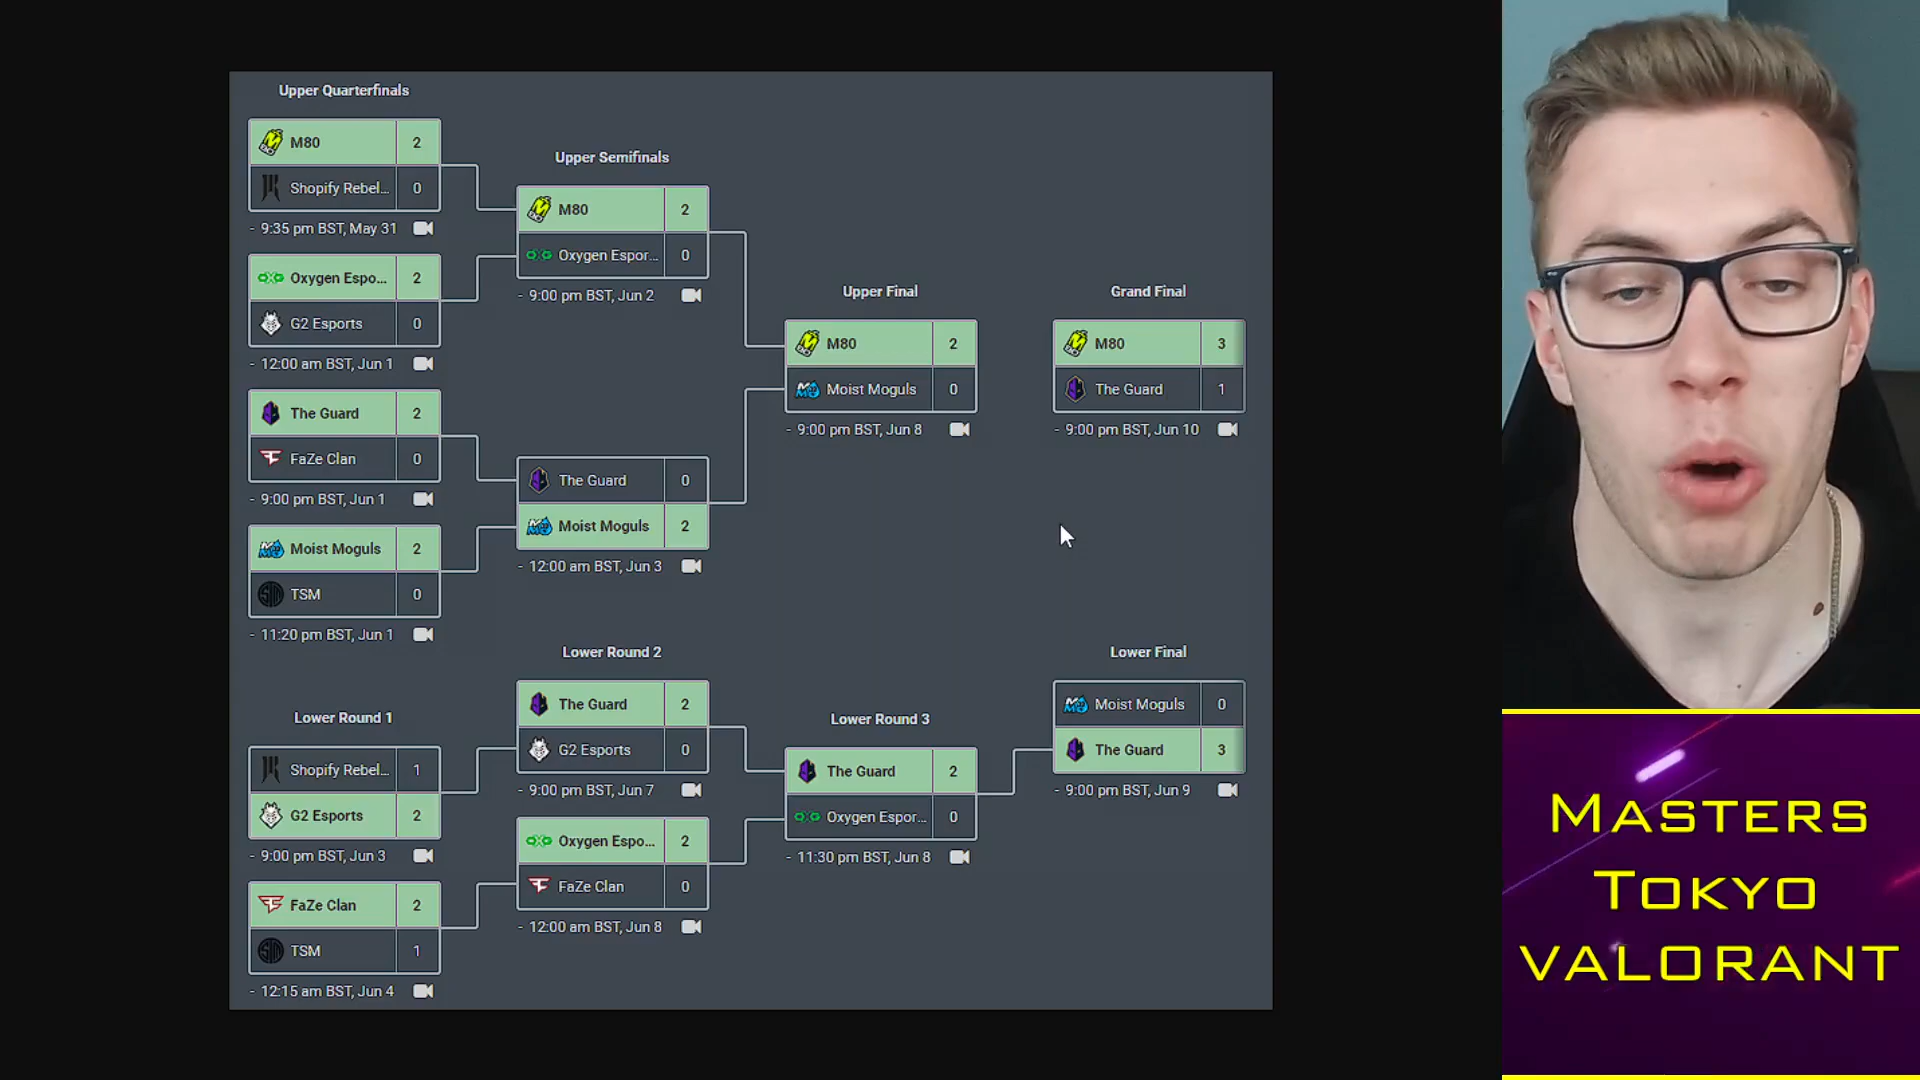 Upper Quarterfinals
M80 2
Shopify Rebel... 0
- 9:35 pm BST, May 31
Oxygen Espo... 2
G2 Esports 0
- 12:00 am BST, Jun 1
The Guard 2
FaZe Clan 0
- 9:00 pm BST, Jun 1
Moist Moguls 2
TSM 0
- 11:20 pm BST, Jun 1
Upper Semifinals
M80 2
Oxygen Espor... 0
- 9:00 pm BST, Jun 2
The Guard 0
Moist Moguls 2
- 12:00 am BST, Jun 3
Upper Final
M80 2
Moist Moguls 0
- 9:00 pm BST, Jun 8
Grand Final
M80 3
The Guard 1
- 9:00 pm BST, Jun 10
Lower Round 1
Shopify Rebel... 1
G2 Esports 2
- 9:00 pm BST, Jun 3
FaZe Clan 2
TSM 1
- 12:15 am BST, Jun 4
Lower Round 2
The Guard 2
G2 Esports 0
- 9:00 pm BST, Jun 7
Oxygen Espo... 2
FaZe Clan 0
- 12:00 am BST, Jun 8
Lower Round 3
The Guard 2
Oxygen Espor... 0
- 11:30 pm BST, Jun 8
Lower Final
Moist Moguls 0
The Guard 3
- 9:00 pm BST, Jun 9
MASTERS
TOKYO
VALORANT